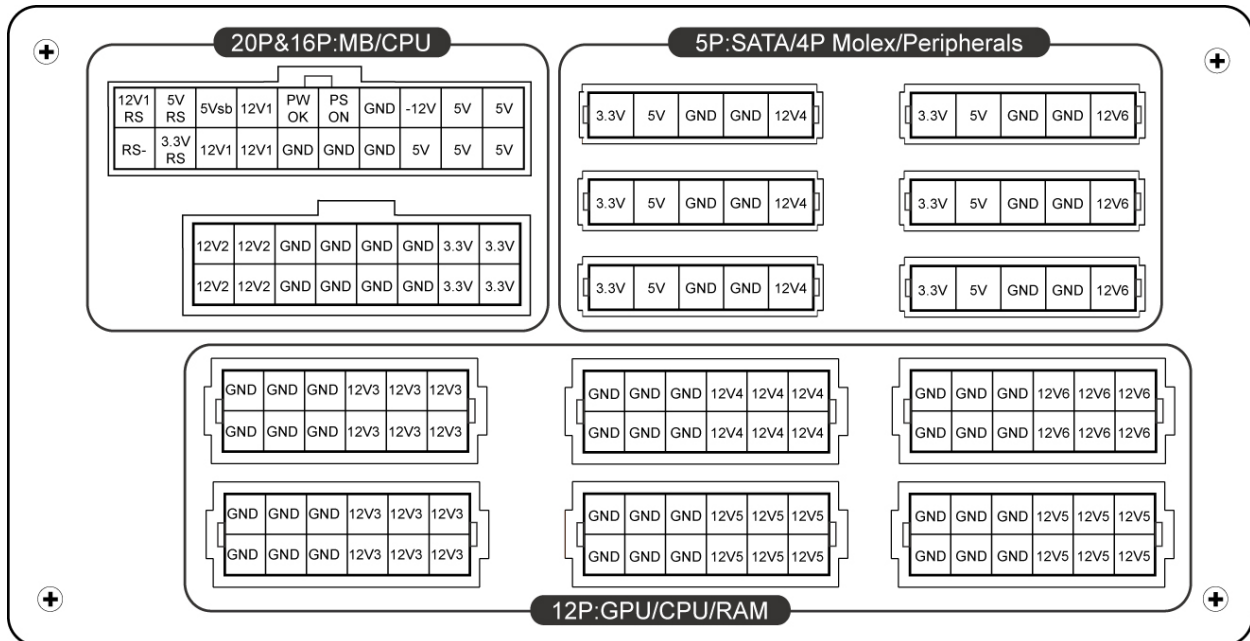 20P&16P:MB/CPU
12V1 RS 5V RS 5Vsb 12V1 PW OK PS ON GND -12V 5V 5V
RS- 3.3V RS 12V1 12V1 GND GND GND 5V 5V 5V
12V2 12V2 GND GND GND GND 3.3V 3.3V
12V2 12V2 GND GND GND GND 3.3V 3.3V
5P:SATA/4P Molex/Peripherals
3.3V 5V GND GND 12V4
3.3V 5V GND GND 12V6
3.3V 5V GND GND 12V4
3.3V 5V GND GND 12V6
3.3V 5V GND GND 12V4
3.3V 5V GND GND 12V6
GND GND GND 12V3 12V3 12V3
GND GND GND 12V3 12V3 12V3
GND GND GND 12V4 12V4 12V4
GND GND GND 12V4 12V4 12V4
GND GND GND 12V6 12V6 12V6
GND GND GND 12V6 12V6 12V6
GND GND GND 12V3 12V3 12V3
GND GND GND 12V3 12V3 12V3
GND GND GND 12V5 12V5 12V5
GND GND GND 12V5 12V5 12V5
GND GND GND 12V5 12V5 12V5
GND GND GND 12V5 12V5 12V5
12P:GPU/CPU/RAM